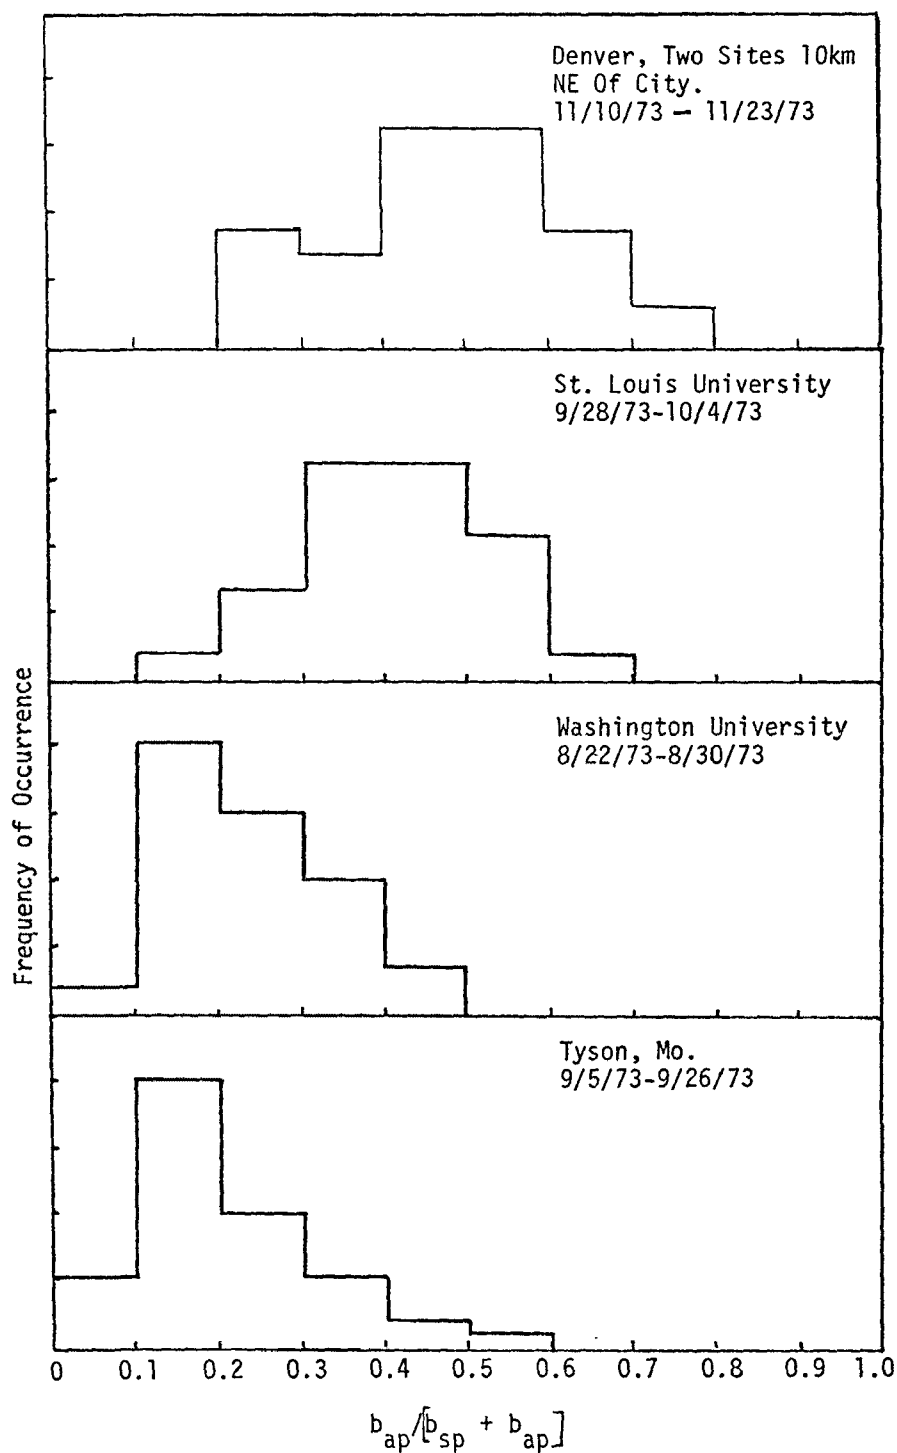 Denver, Two Sites 10km
NE Of City.
11/10/73 — 11/23/73
St. Louis University
9/28/73-10/4/73
Washington University
8/22/73-8/30/73
Tyson, Mo.
9/5/73-9/26/73
Frequency of Occurrence
0 0.1 0.2 0.3 0.4 0.5 0.6 0.7 0.8 0.9 1.0
bap/[bsp + bap]